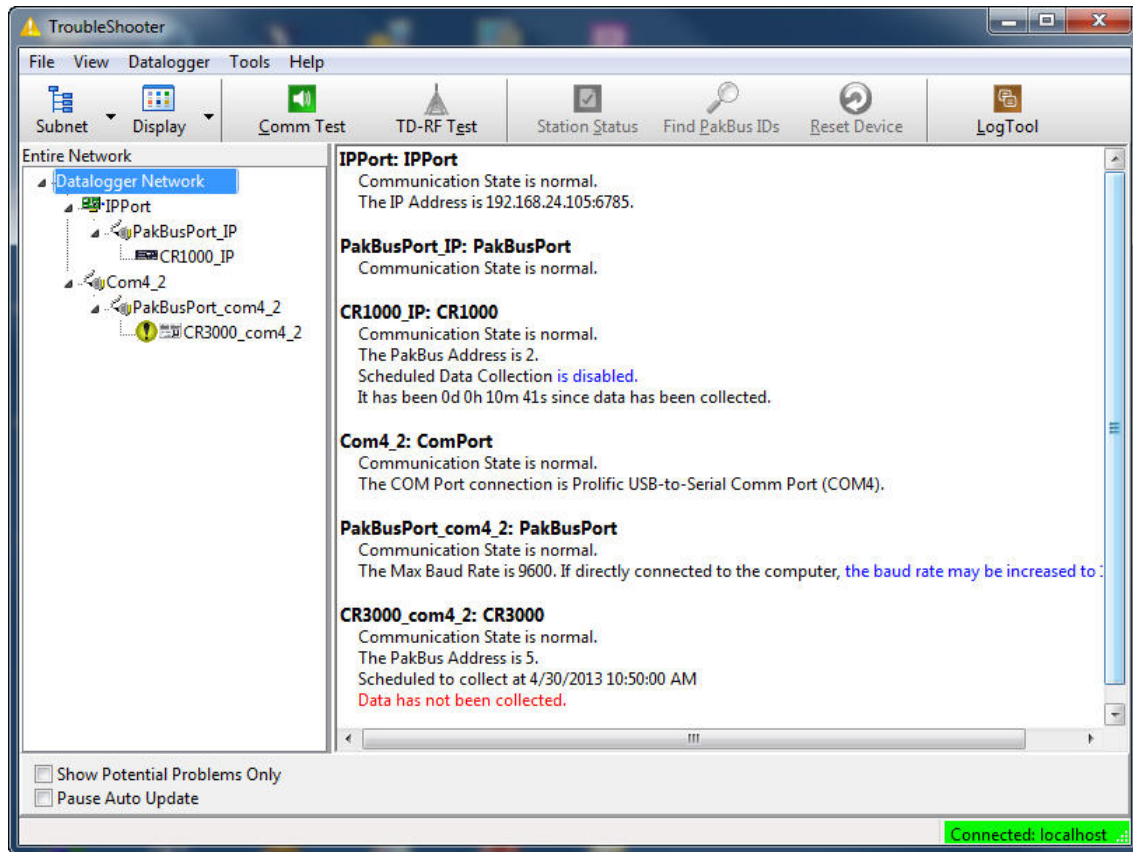 TroubleShooter
File View Datalogger Tools Help
Subnet Display Comm Test TD-RF Test Station Status Find PakBus IDs Reset Device LogTool
Entire Network
Datalogger Network
IPPort
PakBusPort_IP
CR1000_IP
Com4_2
PakBusPort_com4_2
CR3000_com4_2
IPPort: IPPort
Communication State is normal.
The IP Address is 192.168.24.105:6785.
PakBusPort_IP: PakBusPort
Communication State is normal.
CR1000_IP: CR1000
Communication State is normal.
The PakBus Address is 2.
Scheduled Data Collection is disabled.
It has been 0d 0h 10m 41s since data has been collected.
Com4_2: ComPort
Communication State is normal.
The COM Port connection is Prolific USB-to-Serial Comm Port (COM4).
PakBusPort_com4_2: PakBusPort
Communication State is normal.
The Max Baud Rate is 9600. If directly connected to the computer, the baud rate may be increased to
CR3000_com4_2: CR3000
Communication State is normal.
The PakBus Address is 5.
Scheduled to collect at 4/30/2013 10:50:00 AM
Data has not been collected.
Show Potential Problems Only
Pause Auto Update
Connected: localhost